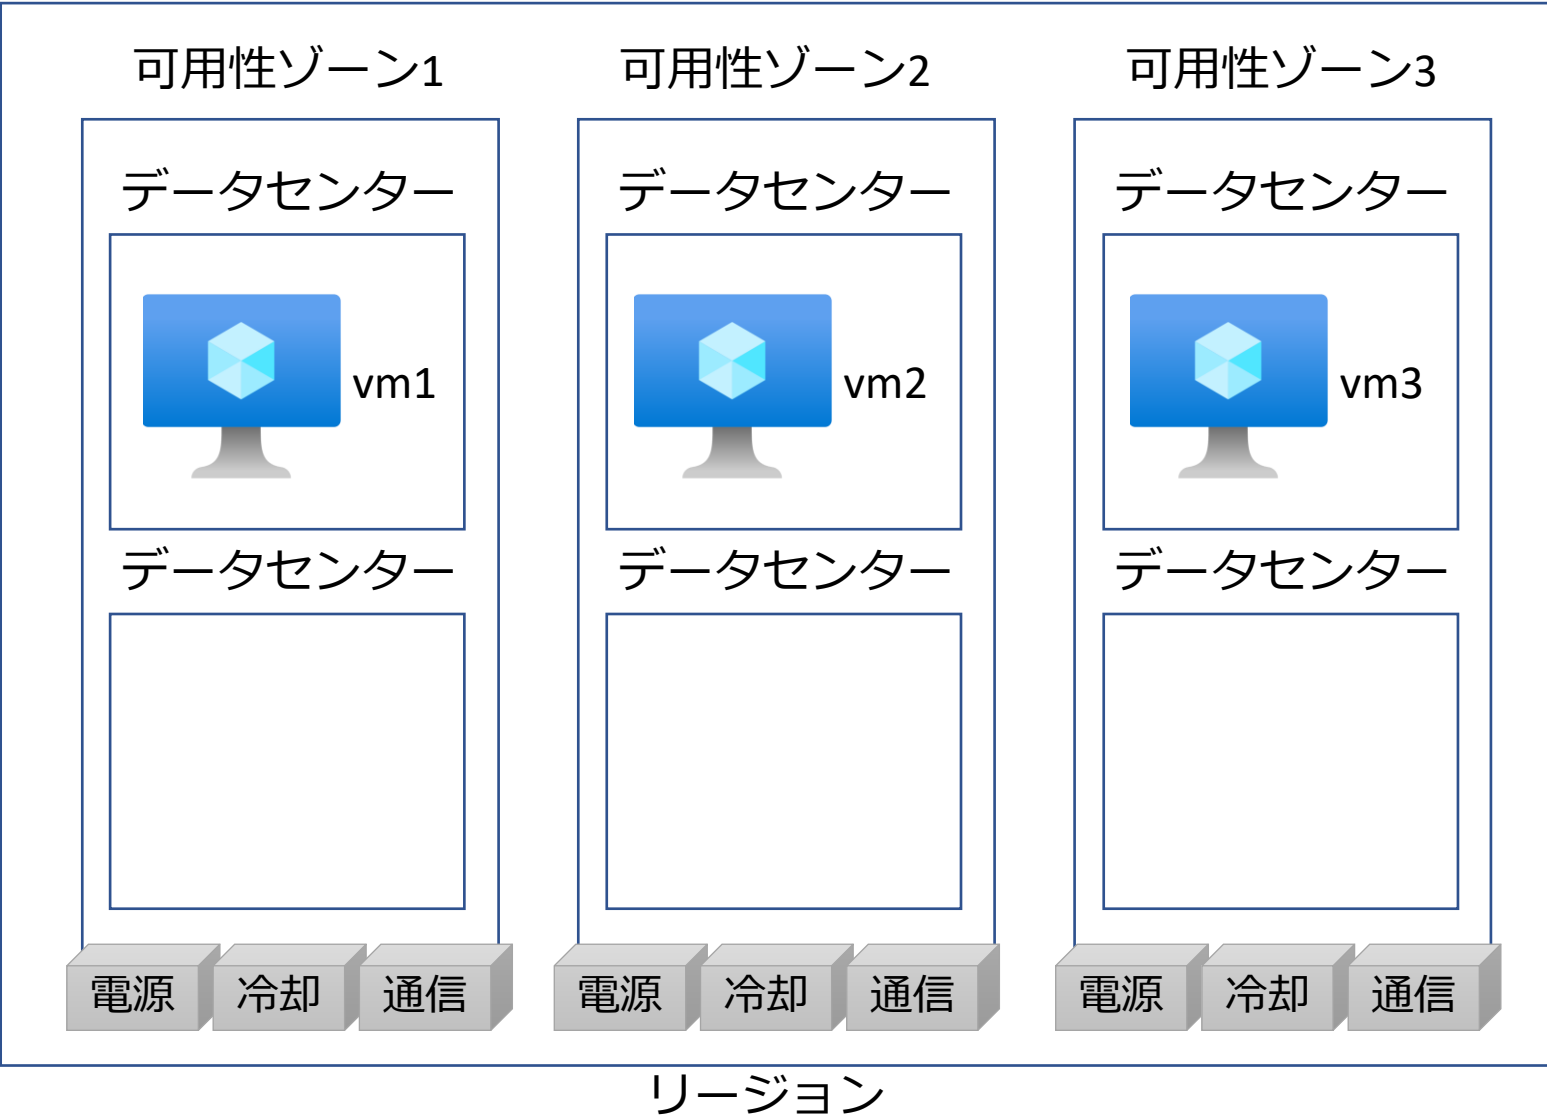 可用性ゾーン1
可用性ゾーン2
可用性ゾーン3
データセンター
データセンター
データセンター
vm1
vm2
vm3
データセンター
データセンター
データセンター
電源
冷却
通信
電源
冷却
通信
電源
冷却
通信
リージョン